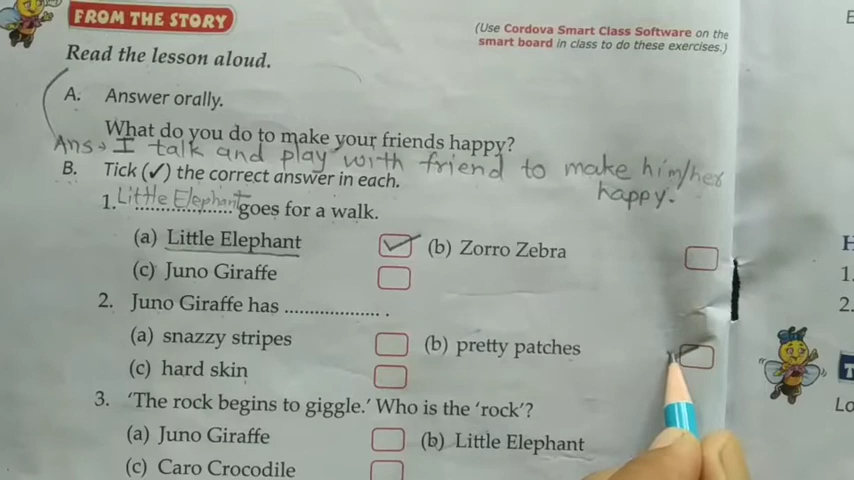 FROM THE STORY
(Use Cordova Smart Class Software on the
smart board in class to do these exercises.)
Read the lesson aloud.
A. Answer orally.
What do you do to make your friends happy?
Ans → I talk and play with friend to make him/her
happy.
B. Tick (✓) the correct answer in each.
1. Little Elephant goes for a walk.
(a) Little Elephant (b) Zorro Zebra
(c) Juno Giraffe
2. Juno Giraffe has .................... .
(a) snazzy stripes (b) pretty patches
(c) hard skin
3. 'The rock begins to giggle.' Who is the 'rock'?
(a) Juno Giraffe (b) Little Elephant
(c) Caro Crocodile
1.
2.
Lo